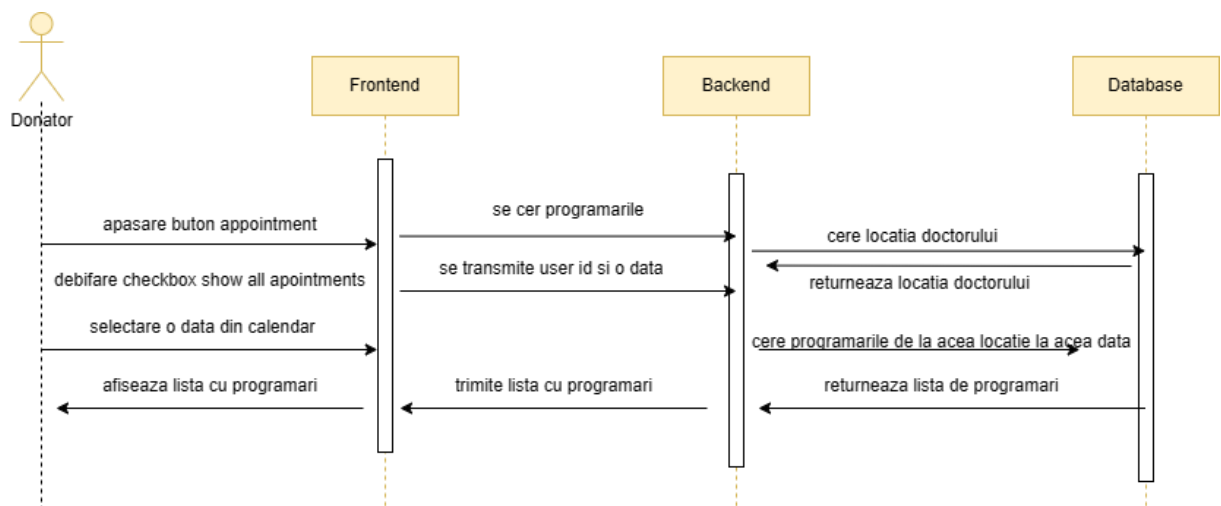 Donator
Frontend
Backend
Database
apasare buton appointment
se cer programarile
cere locatia doctorului
debifare checkbox show all apointments
se transmite user id si o data
returneaza locatia doctorului
selectare o data din calendar
cere programarile de la acea locatie la acea data
afiseaza lista cu programari
trimite lista cu programari
returneaza lista de programari